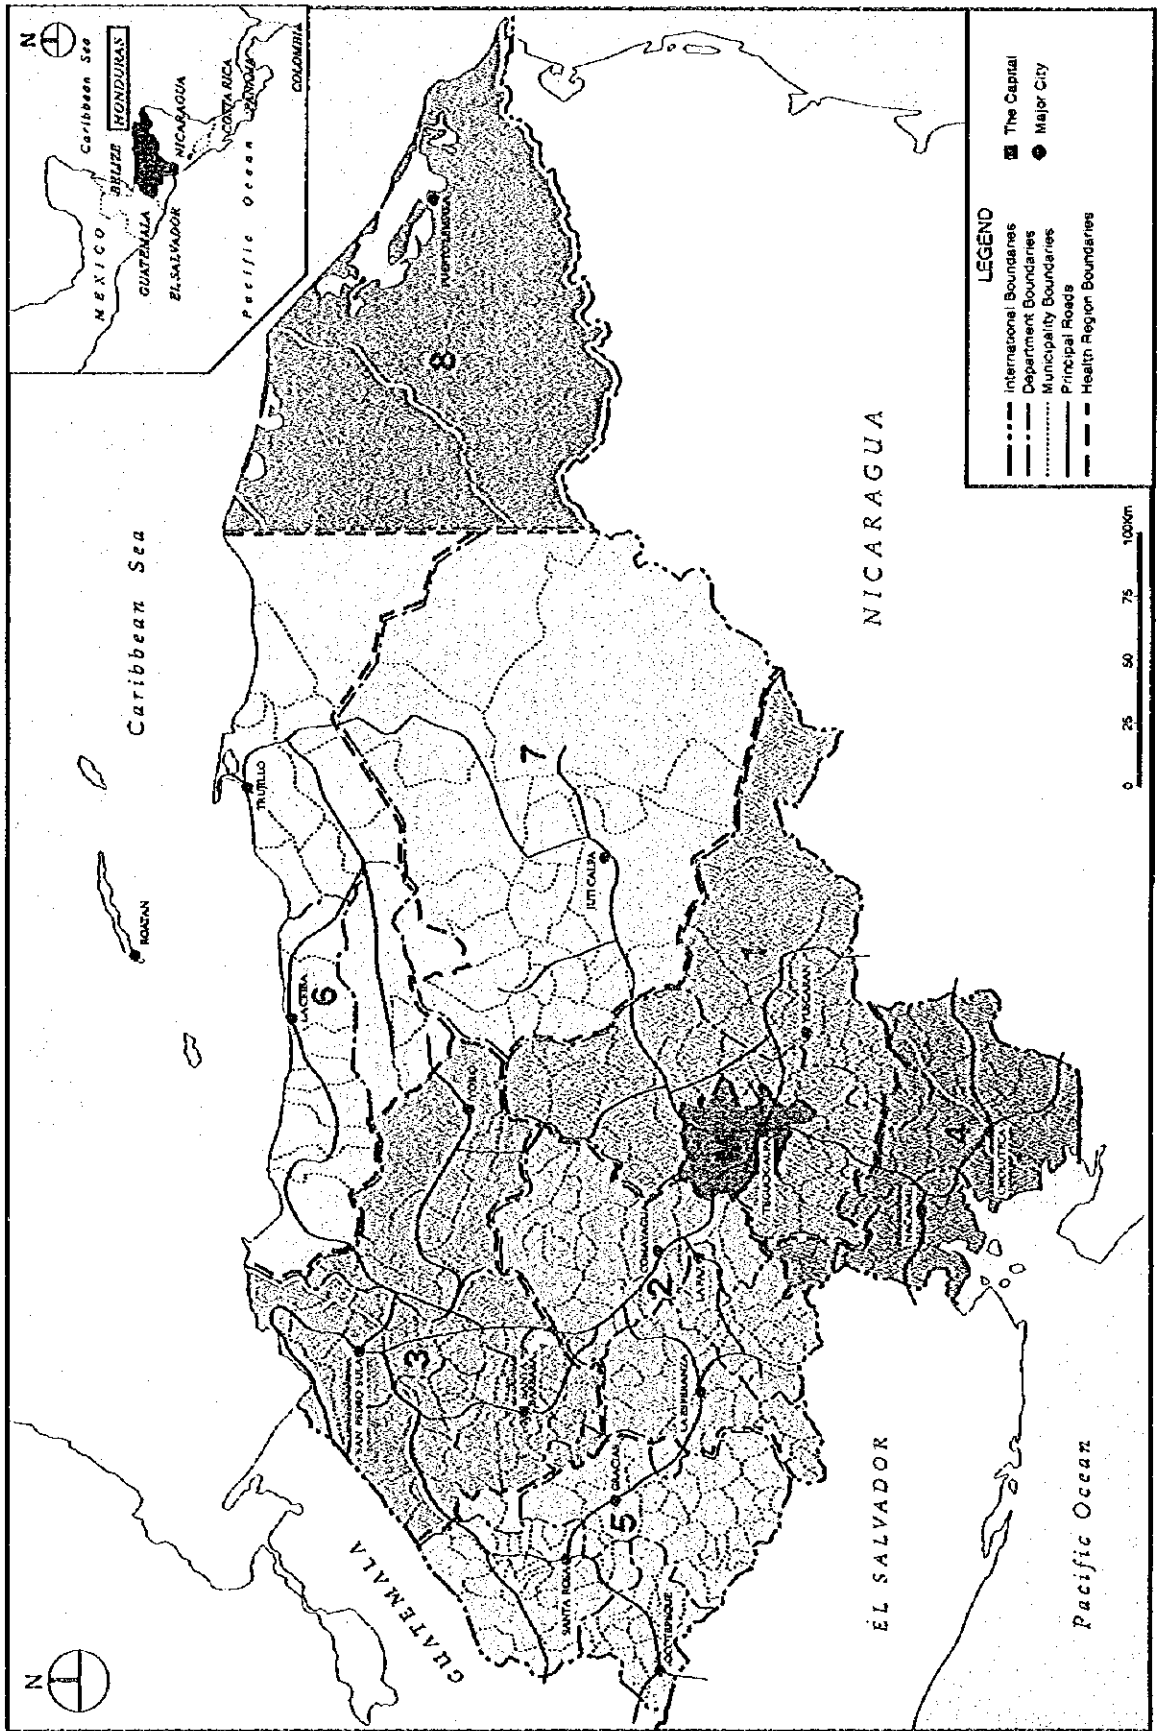 N
Caribbean Sea
ROATAN
TRUJILLO
LA CEIBA
6
GUATEMALA
SAN PEDRO SULA
3
YORO
SANTA BARBARA
8
PUERTO LEMPIRA
7
JUTICALPA
SANTA ROSA
GRACIAS
5
OCOTEPEQUE
LA ESPERANZA
COMAYAGUA
2
LA PAZ
TEGUCIGALPA
1
YUSCARAN
NACAOME
4
CHOLUTECA
EL SALVADOR
NICARAGUA
Pacific Ocean
0 25 50 75 100Km
N
MEXICO
Caribbean Sea
BELIZE
HONDURAS
GUATEMALA
EL SALVADOR
NICARAGUA
COSTA RICA
PANAMA
COLOMBIA
Pacific Ocean
LEGEND
International Boundaries
Department Boundaries
Municipality Boundaries
Principal Roads
Health Region Boundaries
The Capital
Major City